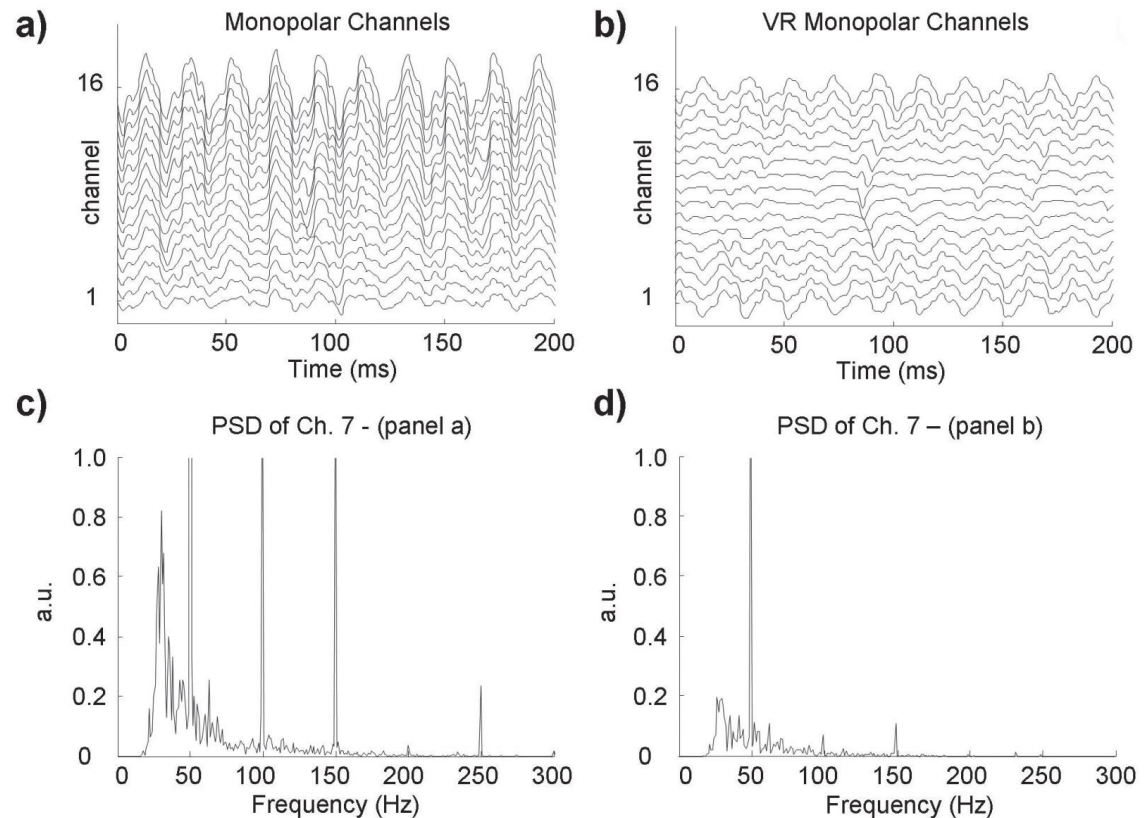 a)
Monopolar Channels
16
channel
1
0 50 100 150 200
Time (ms)
b)
VR Monopolar Channels
16
channel
1
0 50 100 150 200
Time (ms)
c)
PSD of Ch. 7 - (panel a)
1.0
0.8
0.6
a.u.
0.4
0.2
0
0 50 100 150 200 250 300
Frequency (Hz)
d)
PSD of Ch. 7 – (panel b)
1.0
0.8
0.6
a.u.
0.4
0.2
0
0 50 100 150 200 250 300
Frequency (Hz)